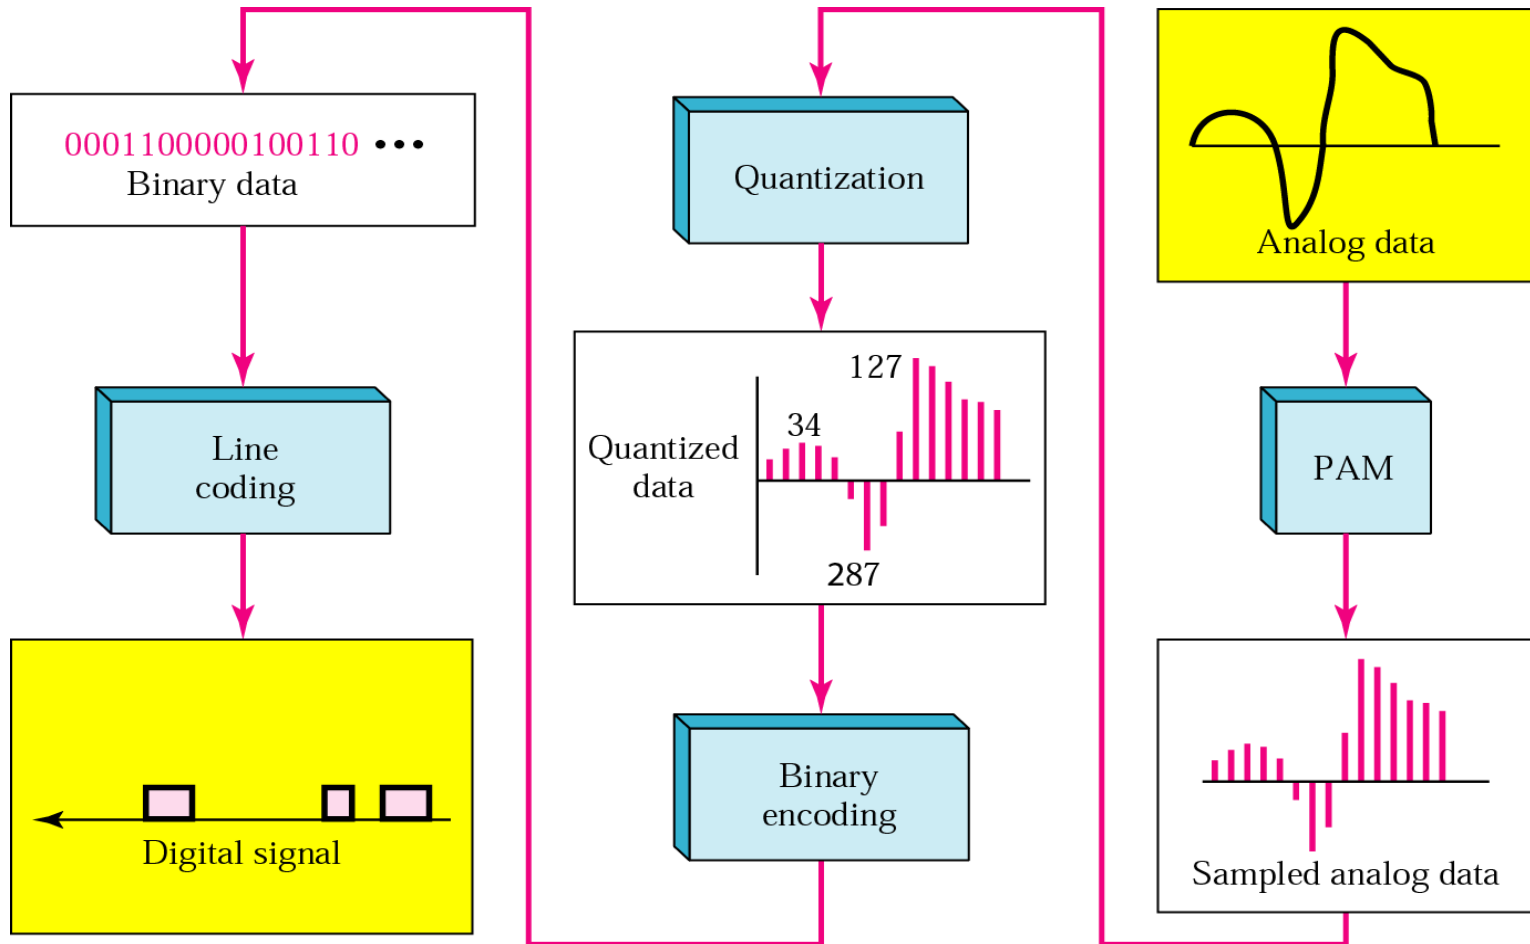 0001100000100110 •••
Binary data
Line
coding
Digital signal
Quantization
127
34
Quantized
data
287
Binary
encoding
Analog data
PAM
Sampled analog data